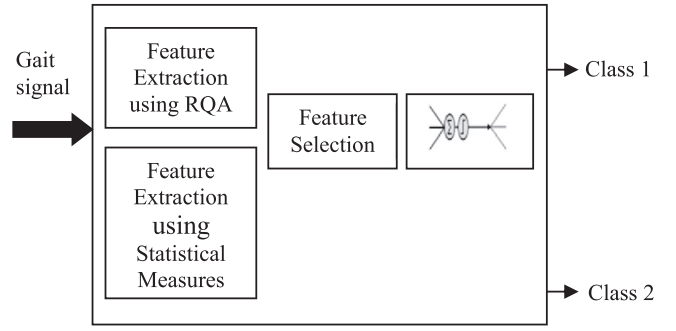 Gait
signal
Feature
Extraction
using RQA
Feature
Extraction
using
Statistical
Measures
Feature
Selection
Σ
∫
Class 1
Class 2